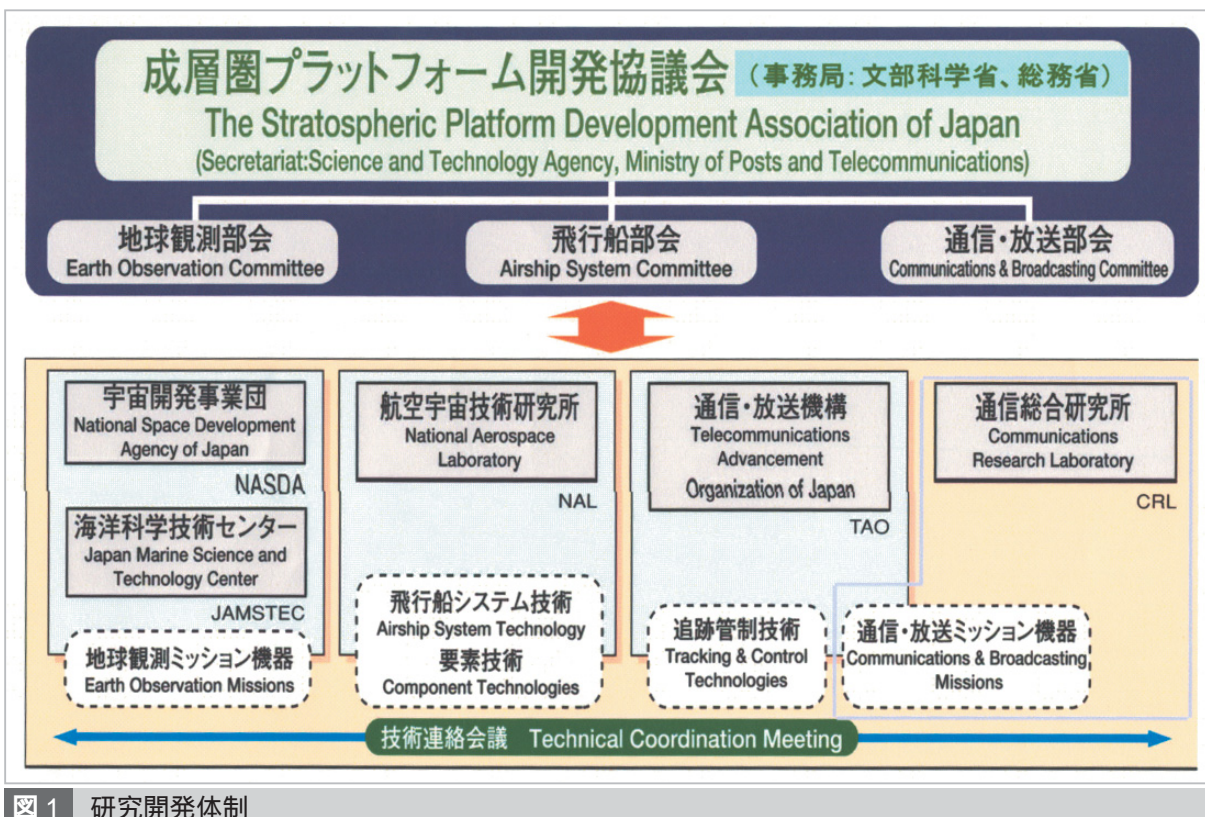 成層圏プラットフォーム開発協議会（事務局：文部科学省、総務省）
The Stratospheric Platform Development Association of Japan
(Secretariat:Science and Technology Agency, Ministry of Posts and Telecommunications)
地球観測部会
Earth Observation Committee
飛行船部会
Airship System Committee
通信・放送部会
Communications & Broadcasting Committee
宇宙開発事業団
National Space Development
Agency of Japan
NASDA
海洋科学技術センター
Japan Marine Science and
Technology Center
JAMSTEC
地球観測ミッション機器
Earth Observation Missions
航空宇宙技術研究所
National Aerospace
Laboratory
NAL
飛行船システム技術
Airship System Technology
要素技術
Component Technologies
通信・放送機構
Telecommunications
Advancement
Organization of Japan
TAO
追跡管制技術
Tracking & Control
Technologies
通信総合研究所
Communications
Research Laboratory
CRL
通信・放送ミッション機器
Communications & Broadcasting
Missions
技術連絡会議 Technical Coordination Meeting
図1 研究開発体制